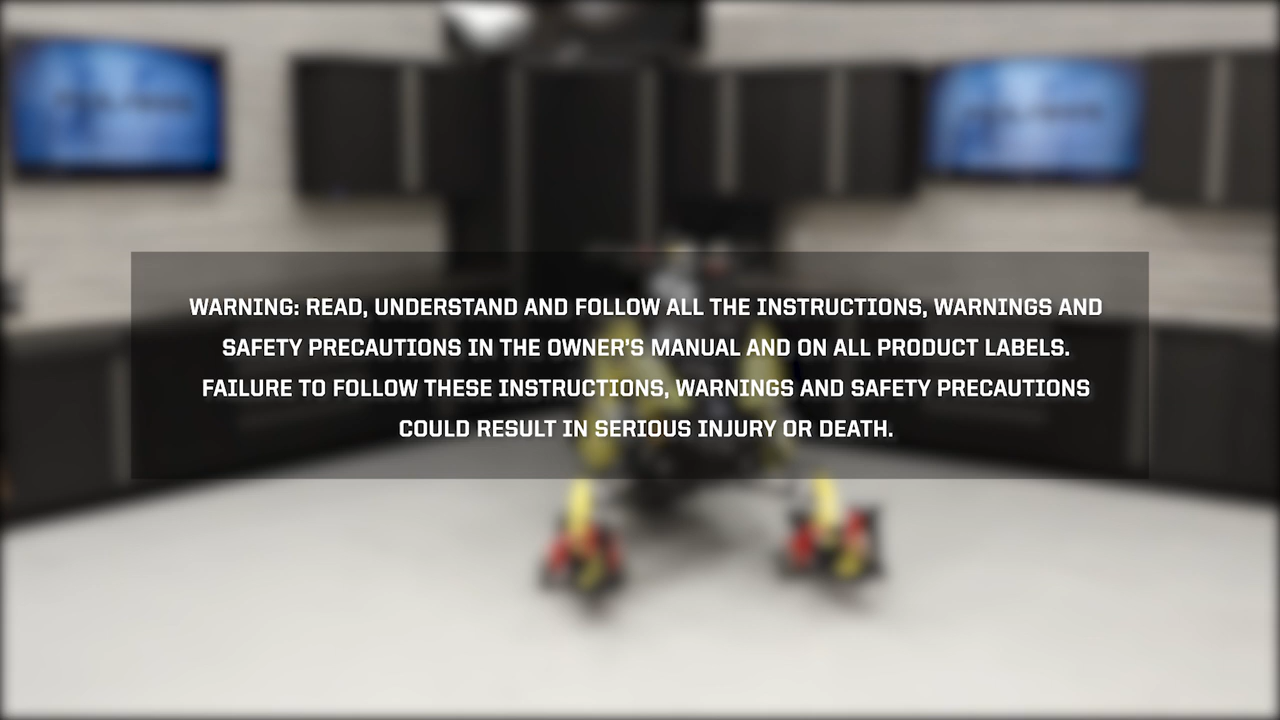 WARNING: READ, UNDERSTAND AND FOLLOW ALL THE INSTRUCTIONS, WARNINGS AND
SAFETY PRECAUTIONS IN THE OWNER'S MANUAL AND ON ALL PRODUCT LABELS.
FAILURE TO FOLLOW THESE INSTRUCTIONS, WARNINGS AND SAFETY PRECAUTIONS
COULD RESULT IN SERIOUS INJURY OR DEATH.